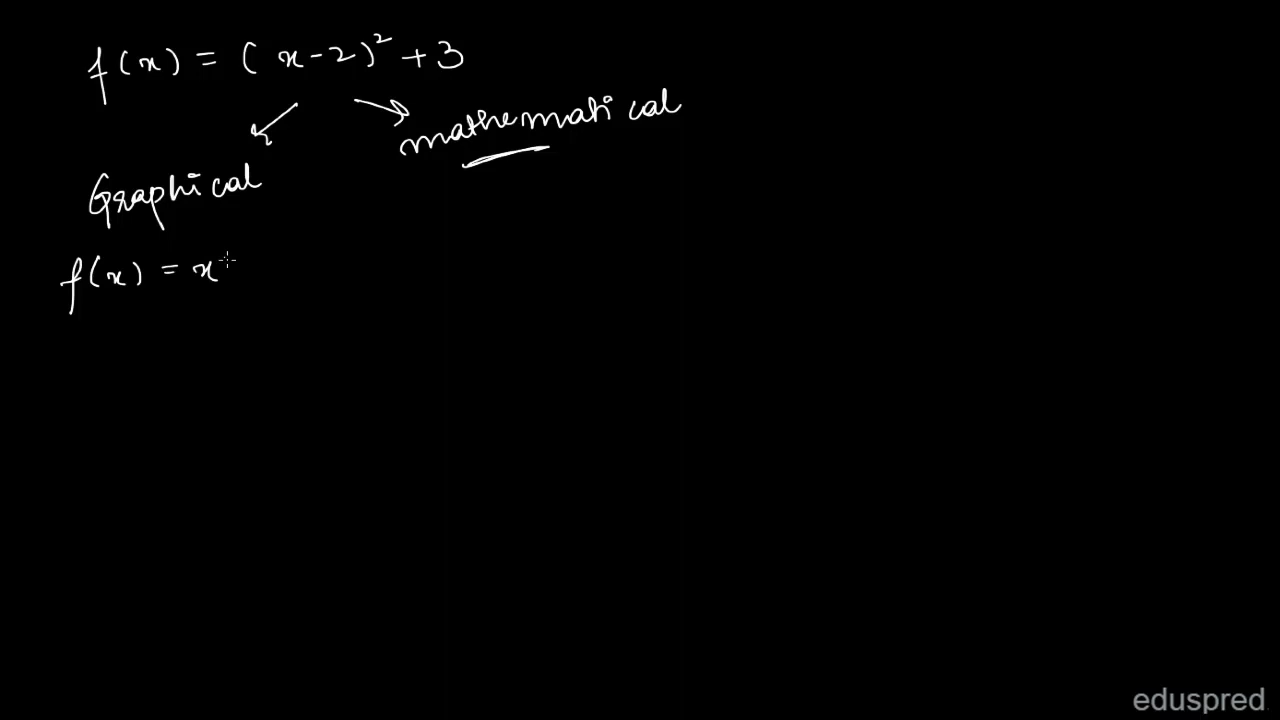 f(x) = (x-2)² + 3
mathematical
Graphical
f(x) = x
eduspred